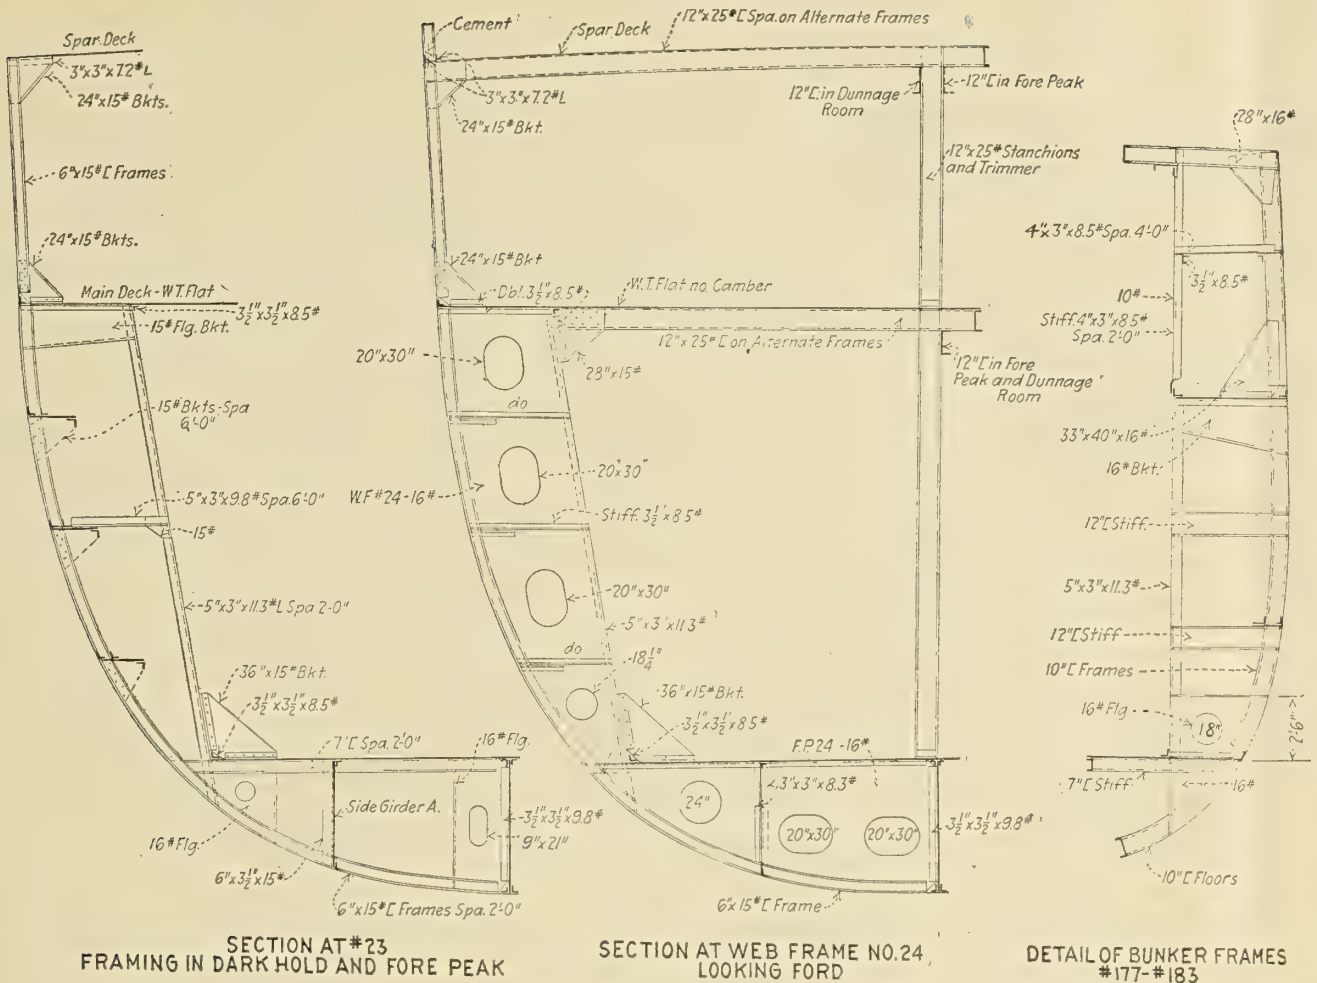 Spar Deck
3"x3"x7.2# L
24"x15# Bkts.
6"x15# [ Frames
24"x15# Bkts.
Main Deck-W.T. Flat
3½"x3½"x8.5#
15# Flg. Bkt.
15# Bkts-Spa
6'-0"
5"x3"x9.8# Spa. 6'-0"
15#
5"x3"x11.3# L Spa 2'-0"
36"x15# Bkt.
3½"x3½"x8.5#
7"[ Spa. 2'-0"
16# Flg.
Side Girder A.
3½"x3½"x9.8#
9"x21"
16# Flg.
6"x3½"x15#
6"x15# [ Frames Spa. 2'-0"
SECTION AT #23
FRAMING IN DARK HOLD AND FORE PEAK
Cement
12"x25# [ Spa. on Alternate Frames
Spar Deck
3"x3"x7.2# L
24"x15# Bkt.
12"[ in Dunnage
Room
12"[ in Fore Peak
12"x25# Stanchions
and Trimmer
24"x15# Bkt
Dbl. 3½"x8.5#
W.T. Flat no Camber
20"x30"
12"x25# [ on Alternate Frames
28"x15#
12"[ in Fore
Peak and Dunnage
Room
do
20"x30"
W.F #24-16#
Stiff. 3½"x8.5#
20"x30"
5"x3"x11.3#
do
18¼"
36"x15# Bkt.
3½"x3½"x8.5#
F.P. 24 -16#
3"x3"x8.3#
24"
20"x30"
20"x30"
3½"x3½"x9.8#
6"x15# [ Frame
SECTION AT WEB FRAME NO. 24,
LOOKING FORD
28"x16#
4"x3"x8.5# Spa. 4'-0"
3½"x8.5#
10#
Stiff. 4"x3"x8.5#
Spa. 2'-0"
33"x40"x16#
16# Bkt.
12"[ Stiff.
5"x3"x11.3#
12"[ Stiff
10"[ Frames
16# Flg
18"
2'-6"
7"[ Stiff.
16#
10"[ Floors
DETAIL OF BUNKER FRAMES
#177-#183